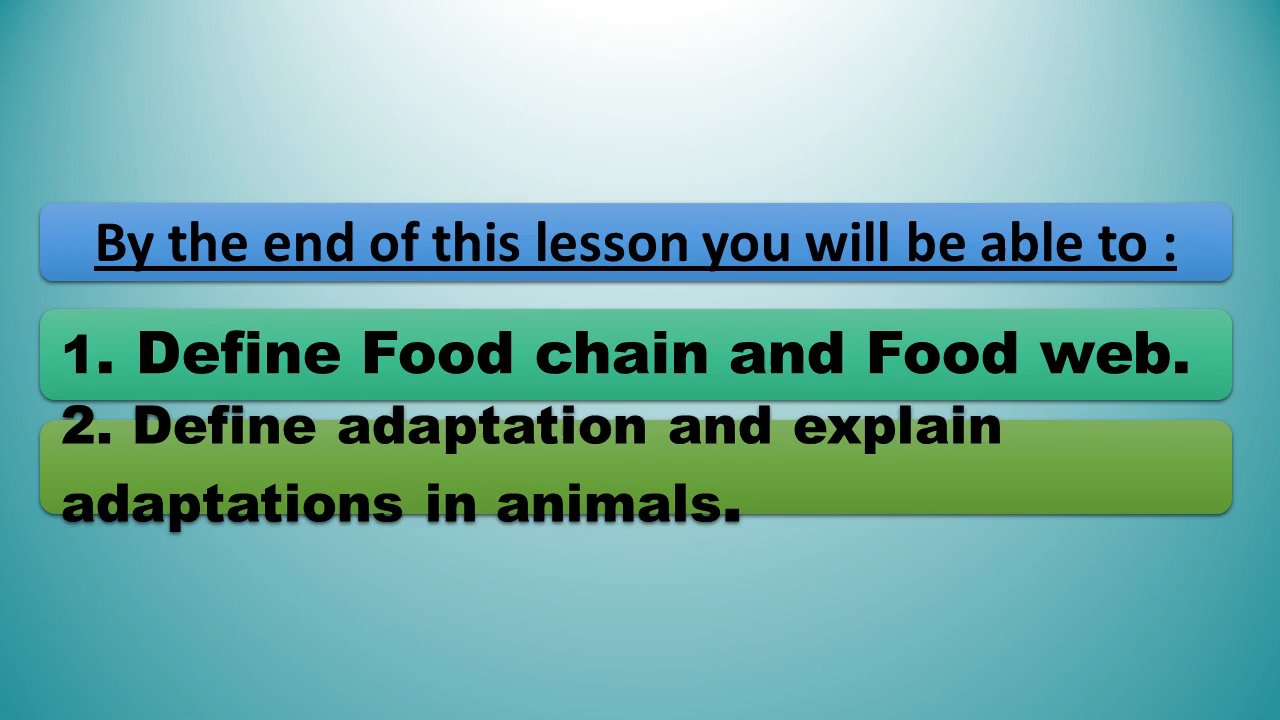 By the end of this lesson you will be able to :
1. Define Food chain and Food web.
2. Define adaptation and explain
adaptations in animals.